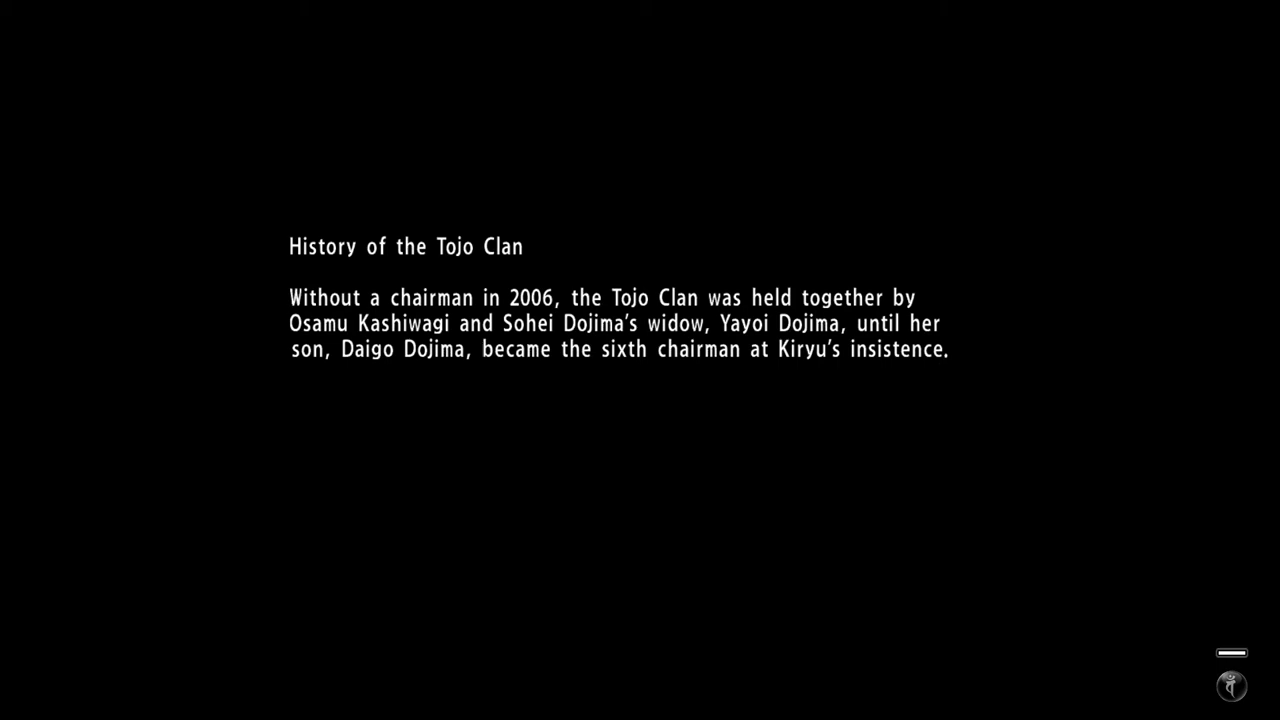 History of the Tojo Clan
Without a chairman in 2006, the Tojo Clan was held together by
Osamu Kashiwagi and Sohei Dojima's widow, Yayoi Dojima, until her
son, Daigo Dojima, became the sixth chairman at Kiryu's insistence.